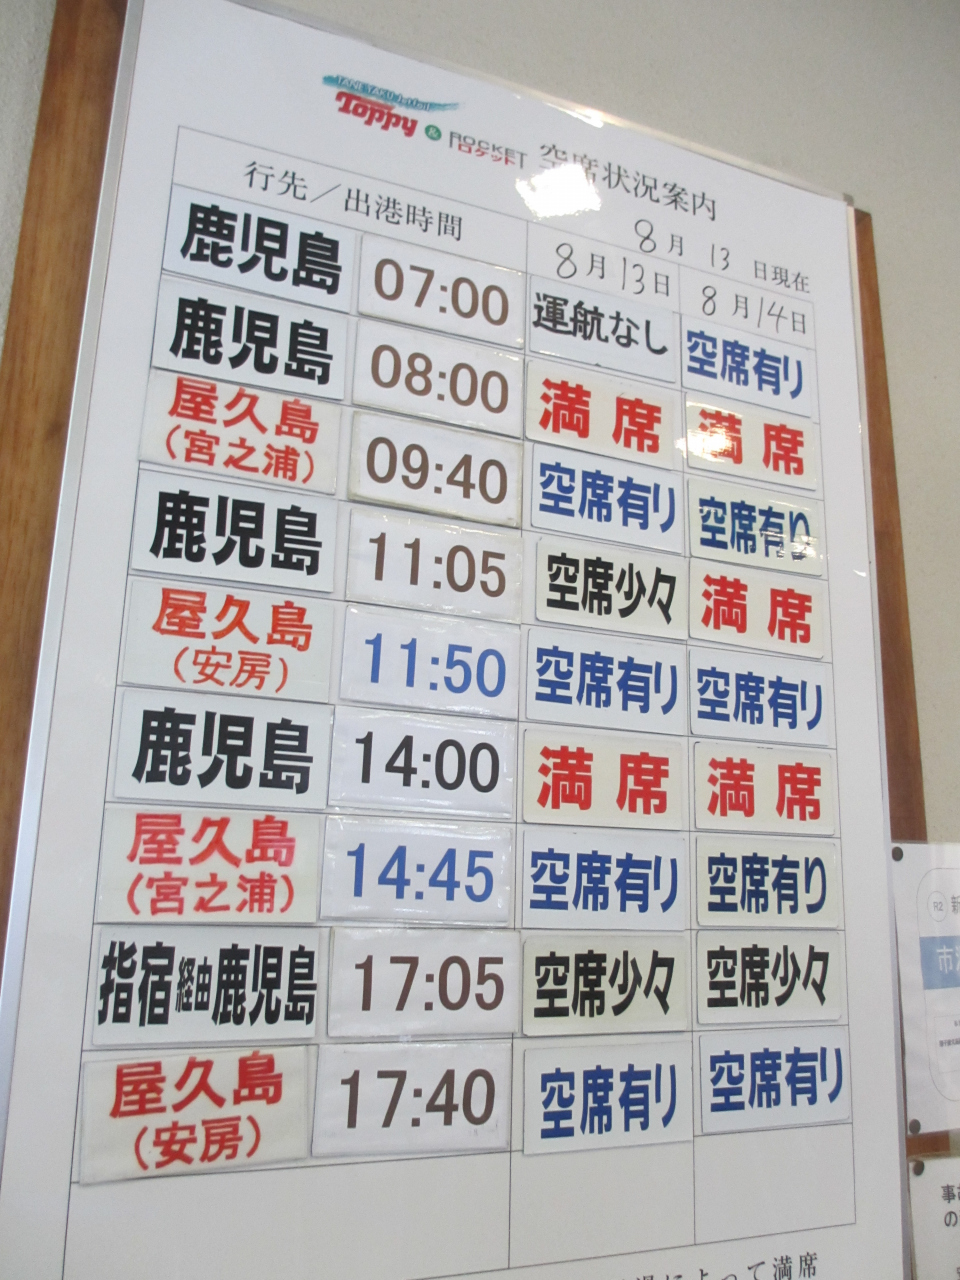 Toppy & ROCKET ロケット 空席状況案内
8月 13 日現在
行先／出港時間 8月13日 8月14日
鹿児島 07:00 運航なし 空席有り
鹿児島 08:00 満席 満席
屋久島（宮之浦） 09:40 空席有り 空席有り
鹿児島 11:05 空席少々 満席
屋久島（安房） 11:50 空席有り 空席有り
鹿児島 14:00 満席 満席
屋久島（宮之浦） 14:45 空席有り 空席有り
指宿経由鹿児島 17:05 空席少々 空席少々
屋久島（安房） 17:40 空席有り 空席有り
によって満席
R2 新
事
の